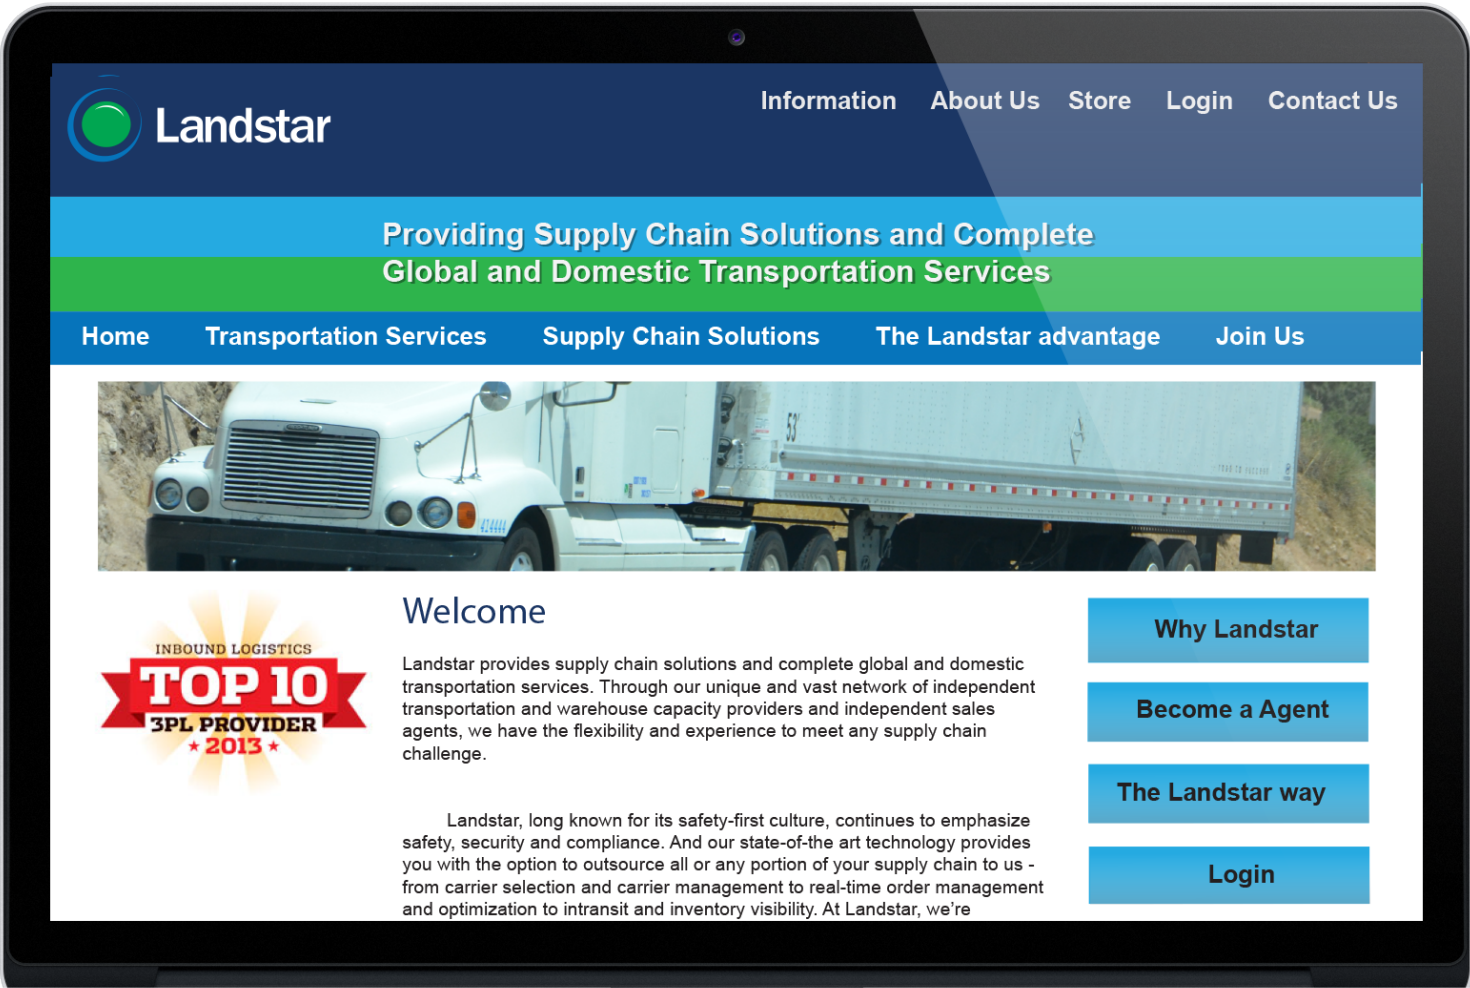 Landstar
Information About Us Store Login Contact Us
Providing Supply Chain Solutions and Complete
Global and Domestic Transportation Services
Home Transportation Services Supply Chain Solutions The Landstar advantage Join Us
53'
424444
INBOUND LOGISTICS
TOP 10
3PL PROVIDER
2013
Welcome
Landstar provides supply chain solutions and complete global and domestic
transportation services. Through our unique and vast network of independent
transportation and warehouse capacity providers and independent sales
agents, we have the flexibility and experience to meet any supply chain
challenge.
Landstar, long known for its safety-first culture, continues to emphasize
safety, security and compliance. And our state-of-the art technology provides
you with the option to outsource all or any portion of your supply chain to us -
from carrier selection and carrier management to real-time order management
and optimization to intransit and inventory visibility. At Landstar, we’re
Why Landstar
Become a Agent
The Landstar way
Login